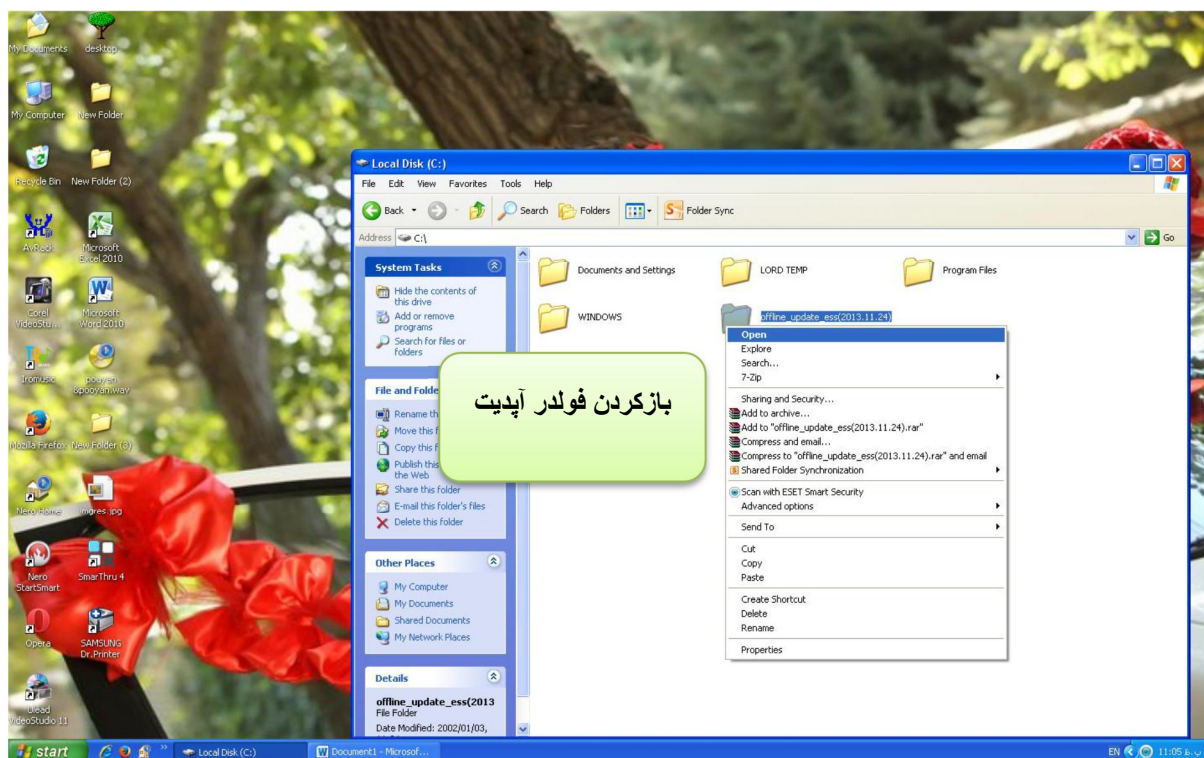 My Documents
desktop
My Computer
New Folder
Recycle Bin
New Folder (2)
Microsoft
Excel 2010
Corel
VideoStu...
Microsoft
Word 2010
Iromusic
pouyan
&pooyan.wav
Mozilla Firefox
New Folder (3)
Nero Home
imgres.jpg
Nero
StartSmart
SmarThru 4
Opera
SAMSUNG
Dr.Printer
Ulead
VideoStudio 11
Local Disk (C:)
File Edit View Favorites Tools Help
Back Search Folders Folder Sync
Address C:\ Go
System Tasks
Hide the contents of
this drive
Add or remove
programs
Search for files or
folders
File and Folde
Rename th
Move this f
Copy this f
Publish this
the Web
Share this folder
E-mail this folder's files
Delete this folder
Other Places
My Computer
My Documents
Shared Documents
My Network Places
Details
offline_update_ess(2013
File Folder
Date Modified: 2002/01/03,
Documents and Settings
LORD TEMP
Program Files
WINDOWS
offline_update_ess(2013.11.24)
بازکردن فولدر آپدیت
Open
Explore
Search...
7-Zip
Sharing and Security...
Add to archive...
Add to "offline_update_ess(2013.11.24).rar"
Compress and email...
Compress to "offline_update_ess(2013.11.24).rar" and email
Shared Folder Synchronization
Scan with ESET Smart Security
Advanced options
Send To
Cut
Copy
Paste
Create Shortcut
Delete
Rename
Properties
start
Local Disk (C:)
Document1 - Microsof...
EN
11:05 ب.ظ